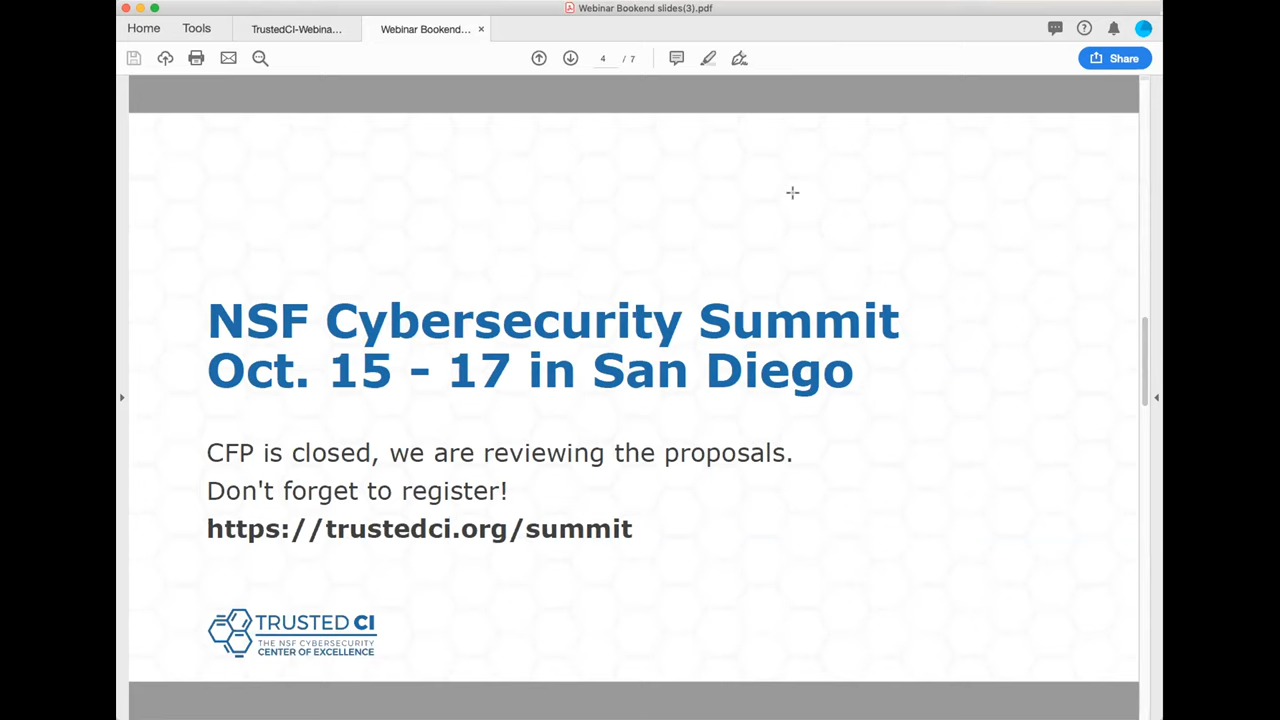 Webinar Bookend slides(3).pdf
Home Tools TrustedCI-Webina... Webinar Bookend... ×
4 / 7 Share
NSF Cybersecurity Summit
Oct. 15 - 17 in San Diego
CFP is closed, we are reviewing the proposals.
Don't forget to register!
https://trustedci.org/summit
TRUSTED CI
THE NSF CYBERSECURITY
CENTER OF EXCELLENCE